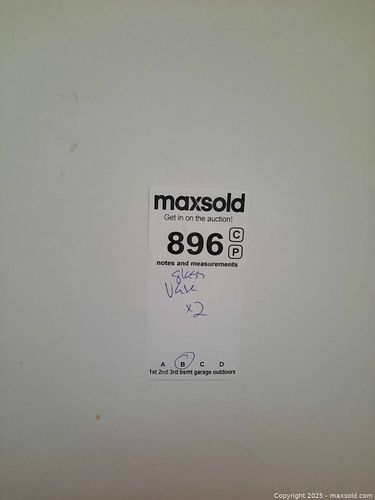 maxsold
Get in on the auction!
896 C
P
notes and measurements
glass
Vase
x2
A B C D
1st 2nd 3rd bsmt garage outdoors
Copyright 2025 - maxsold.com